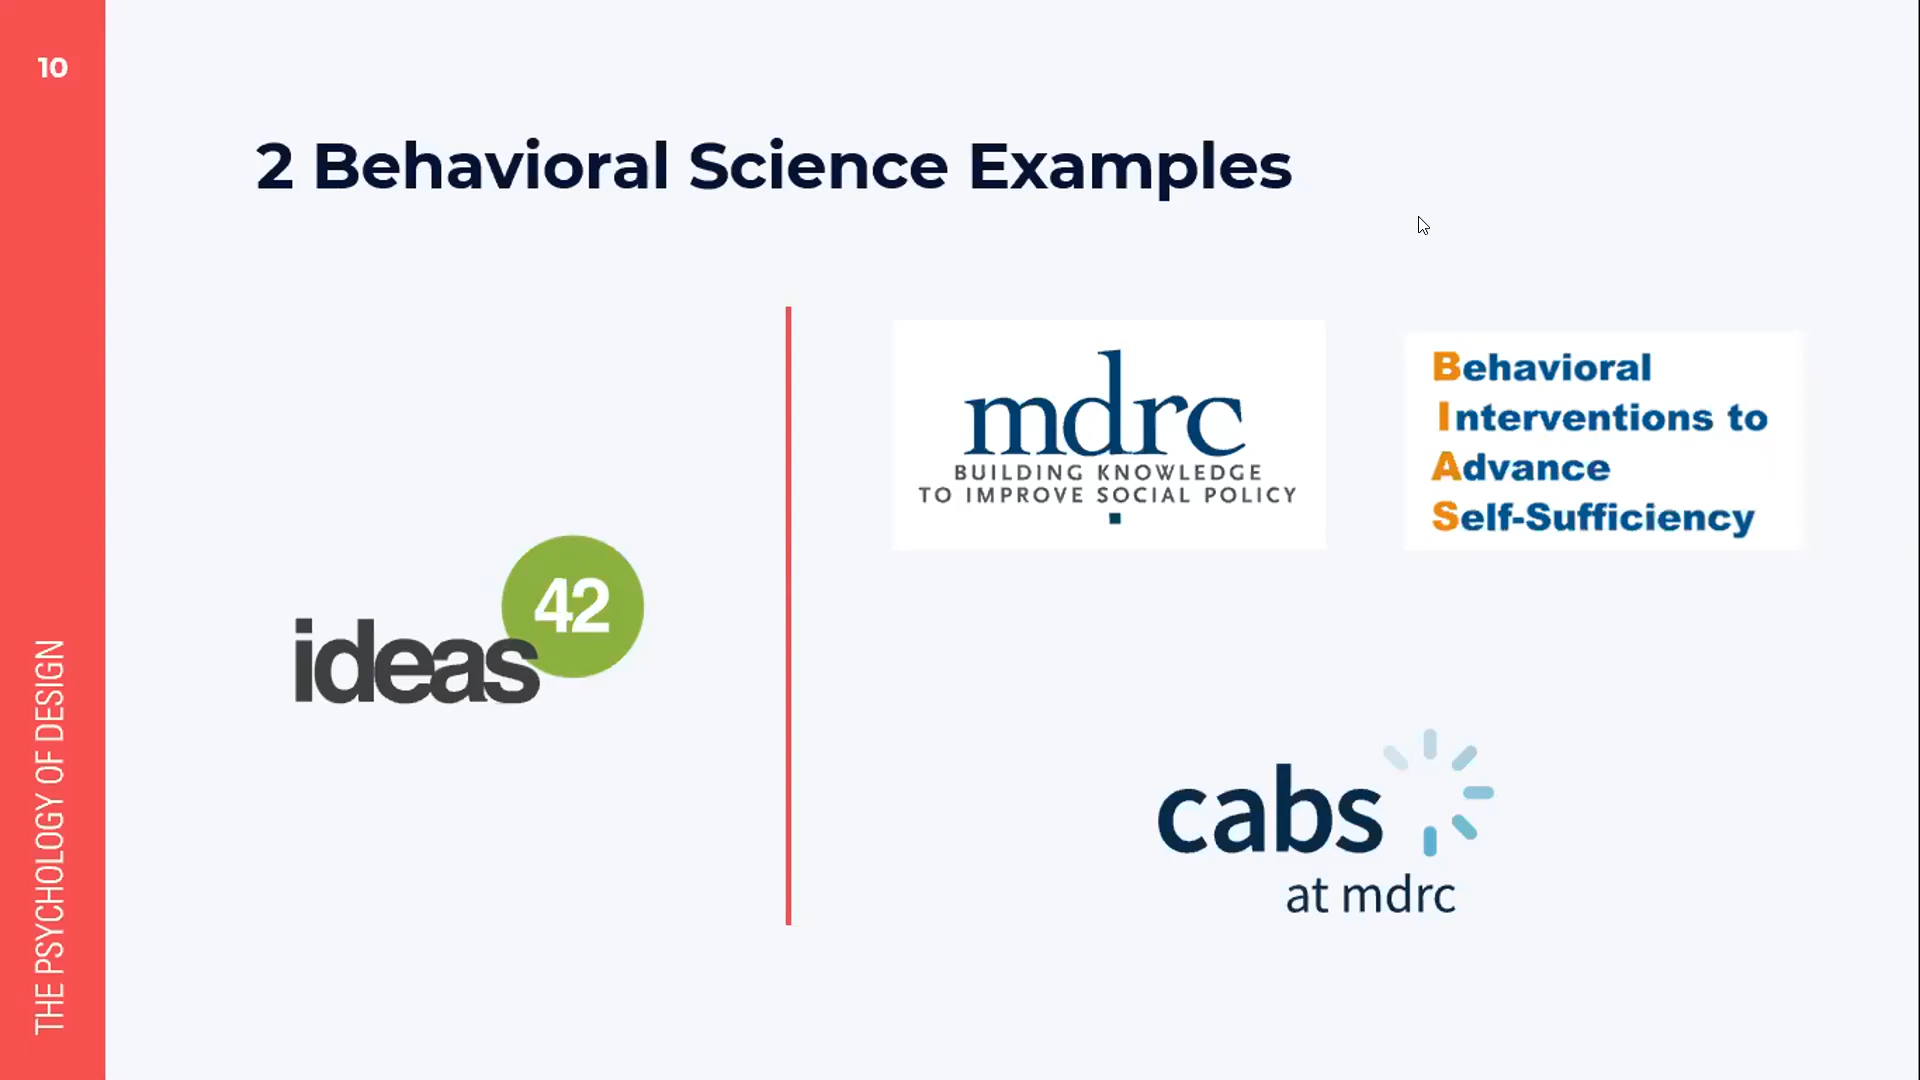 10
2 Behavioral Science Examples
ideas
42
mdrc
BUILDING KNOWLEDGE
TO IMPROVE SOCIAL POLICY
Behavioral
Interventions to
Advance
Self-Sufficiency
cabs
at mdrc
THE PSYCHOLOGY OF DESIGN